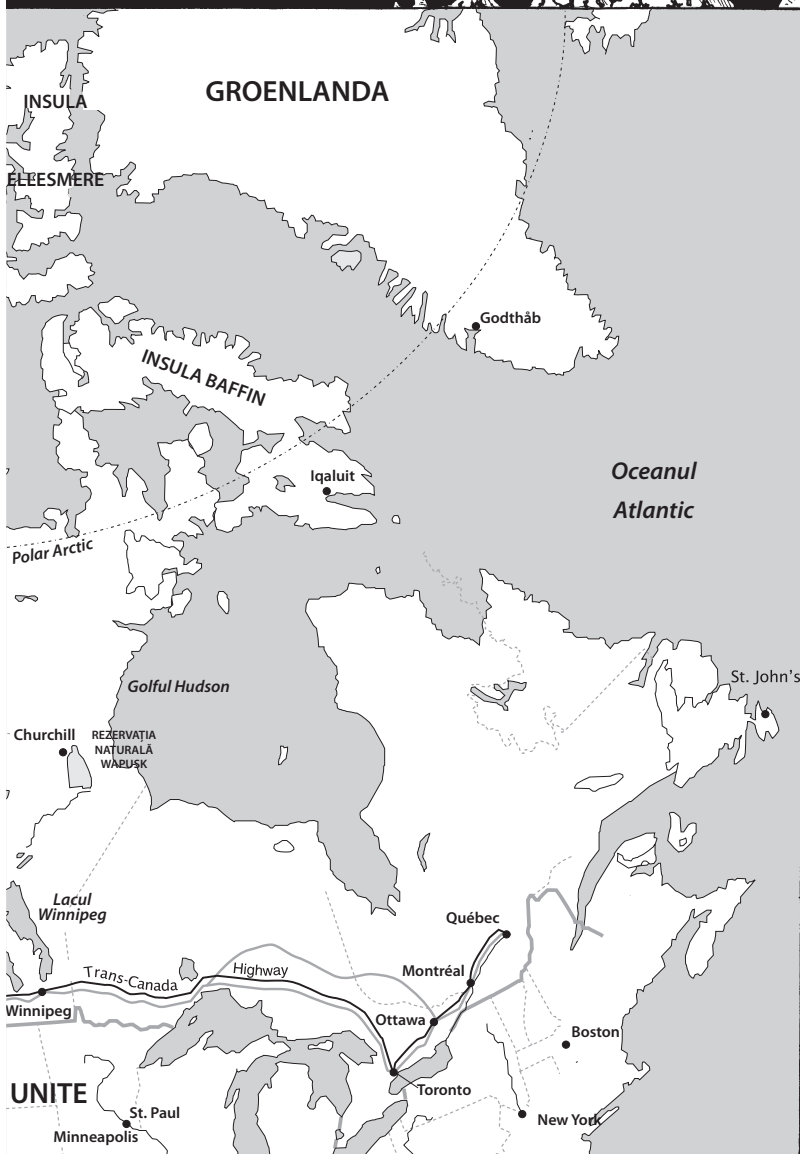 GROENLANDA
INSULA
ELLESMERE
Godthåb
INSULA BAFFIN
Oceanul
Atlantic
Iqaluit
Polar Arctic
St. John's
Golful Hudson
Churchill
REZERVAȚIA
NATURALĂ
WAPUSK
Lacul
Winnipeg
Québec
Trans-Canada
Highway
Montréal
Winnipeg
Ottawa
Boston
UNITE
Toronto
St. Paul
New York
Minneapolis